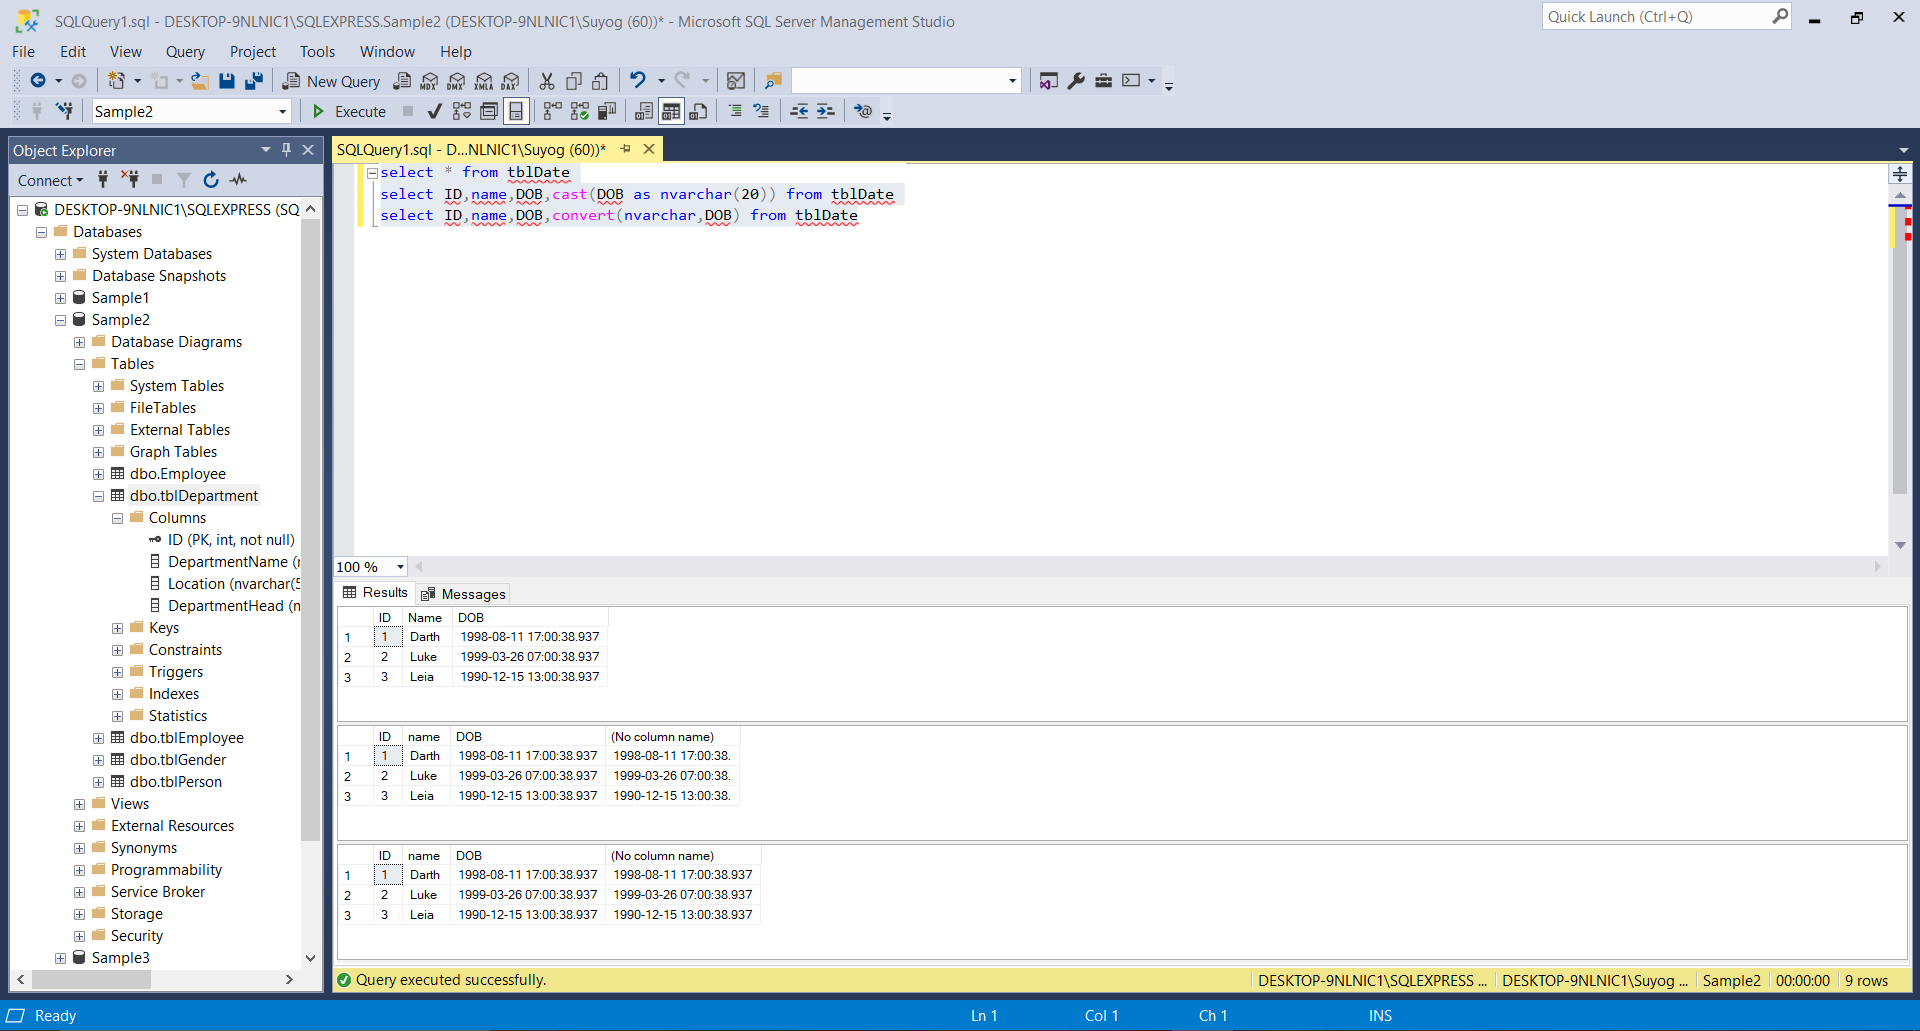 SQLQuery1.sql - DESKTOP-9NLNIC1\SQLEXPRESS.Sample2 (DESKTOP-9NLNIC1\Suyog (60))* - Microsoft SQL Server Management Studio
Quick Launch (Ctrl+Q)
File Edit View Query Project Tools Window Help
New Query MDX DMX XMLA DAX
Sample2 Execute
Object Explorer
Connect
DESKTOP-9NLNIC1\SQLEXPRESS (SQ
Databases
System Databases
Database Snapshots
Sample1
Sample2
Database Diagrams
Tables
System Tables
FileTables
External Tables
Graph Tables
dbo.Employee
dbo.tblDepartment
Columns
ID (PK, int, not null)
DepartmentName (n
Location (nvarchar(5
DepartmentHead (n
Keys
Constraints
Triggers
Indexes
Statistics
dbo.tblEmployee
dbo.tblGender
dbo.tblPerson
Views
External Resources
Synonyms
Programmability
Service Broker
Storage
Security
Sample3
SQLQuery1.sql - D...NLNIC1\Suyog (60))*
select * from tblDate
select ID,name,DOB,cast(DOB as nvarchar(20)) from tblDate
select ID,name,DOB,convert(nvarchar,DOB) from tblDate
100 %
Results Messages
ID Name DOB
1 1 Darth 1998-08-11 17:00:38.937
2 2 Luke 1999-03-26 07:00:38.937
3 3 Leia 1990-12-15 13:00:38.937
ID name DOB (No column name)
1 1 Darth 1998-08-11 17:00:38.937 1998-08-11 17:00:38.
2 2 Luke 1999-03-26 07:00:38.937 1999-03-26 07:00:38.
3 3 Leia 1990-12-15 13:00:38.937 1990-12-15 13:00:38.
ID name DOB (No column name)
1 1 Darth 1998-08-11 17:00:38.937 1998-08-11 17:00:38.937
2 2 Luke 1999-03-26 07:00:38.937 1999-03-26 07:00:38.937
3 3 Leia 1990-12-15 13:00:38.937 1990-12-15 13:00:38.937
Query executed successfully. DESKTOP-9NLNIC1\SQLEXPRESS ... DESKTOP-9NLNIC1\Suyog ... Sample2 00:00:00 9 rows
Ready Ln 1 Col 1 Ch 1 INS